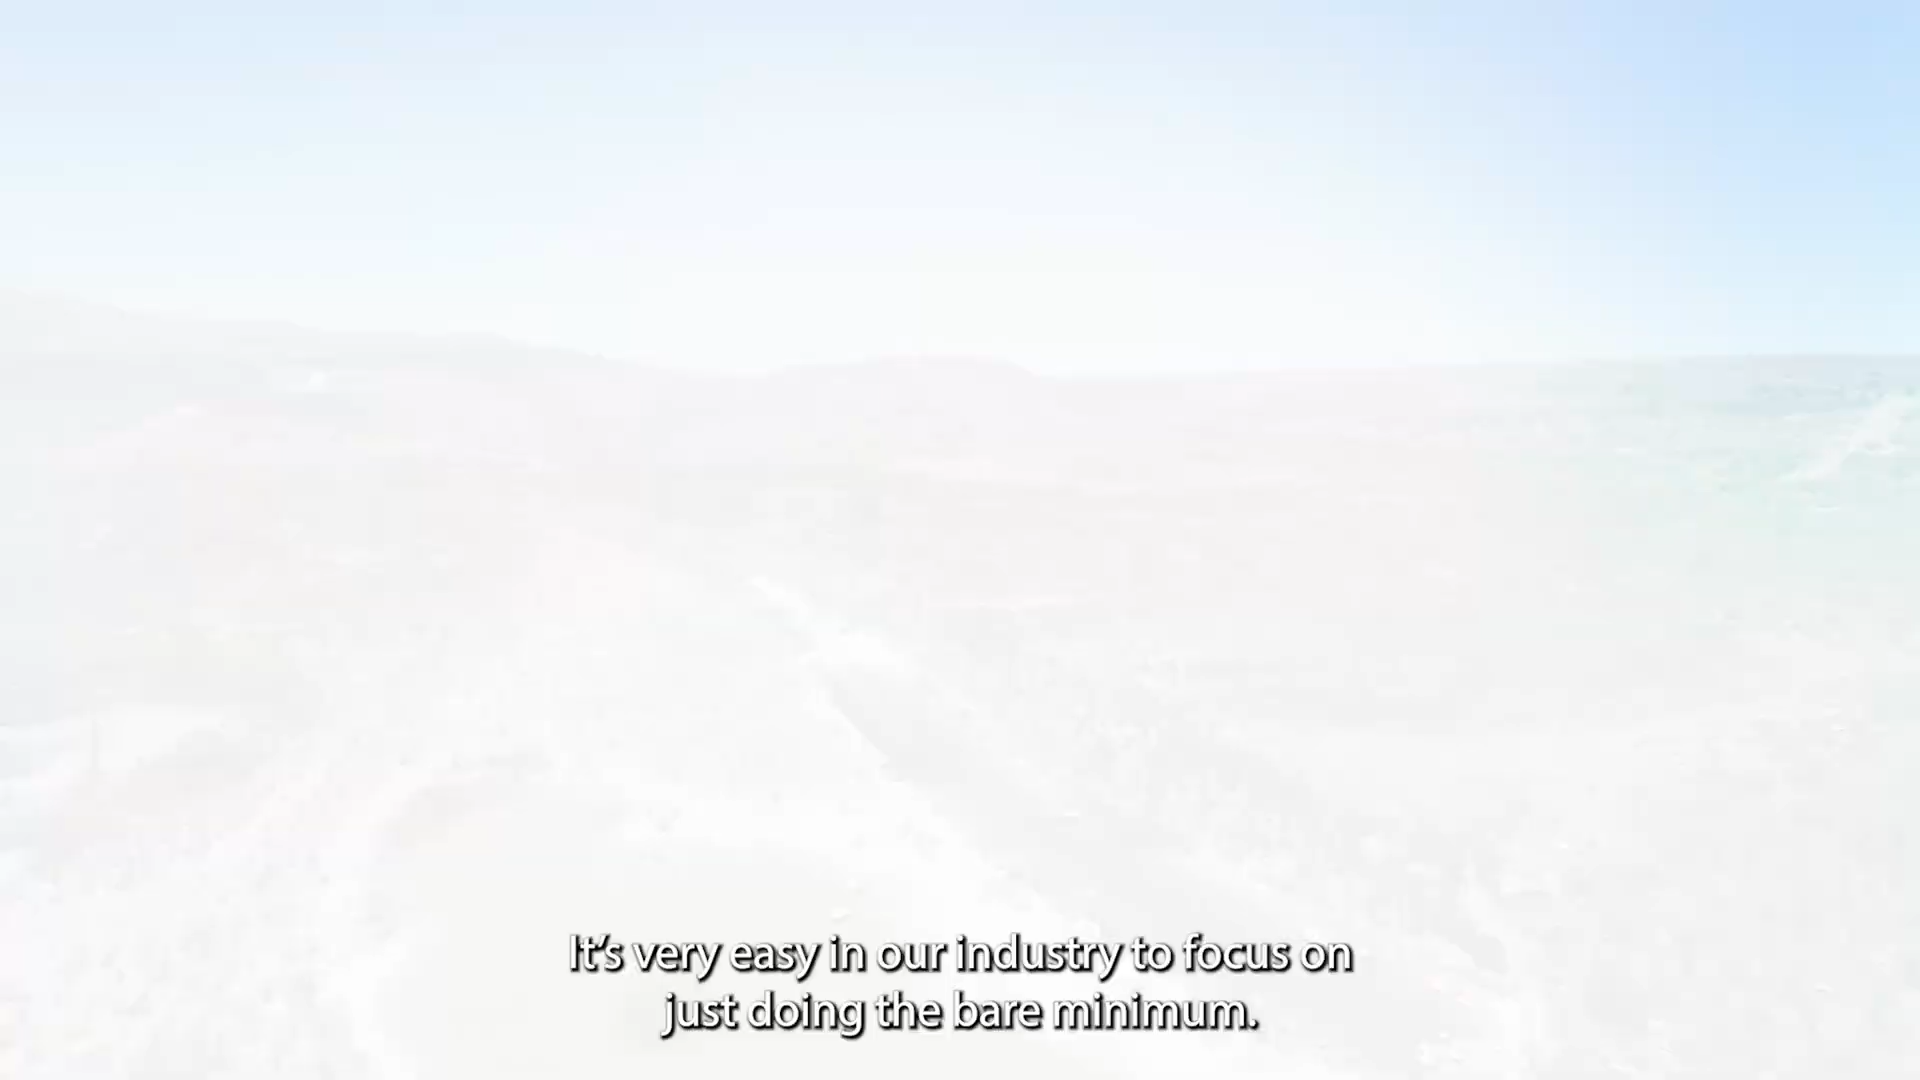 It’s very easy in our industry to focus on
just doing the bare minimum.